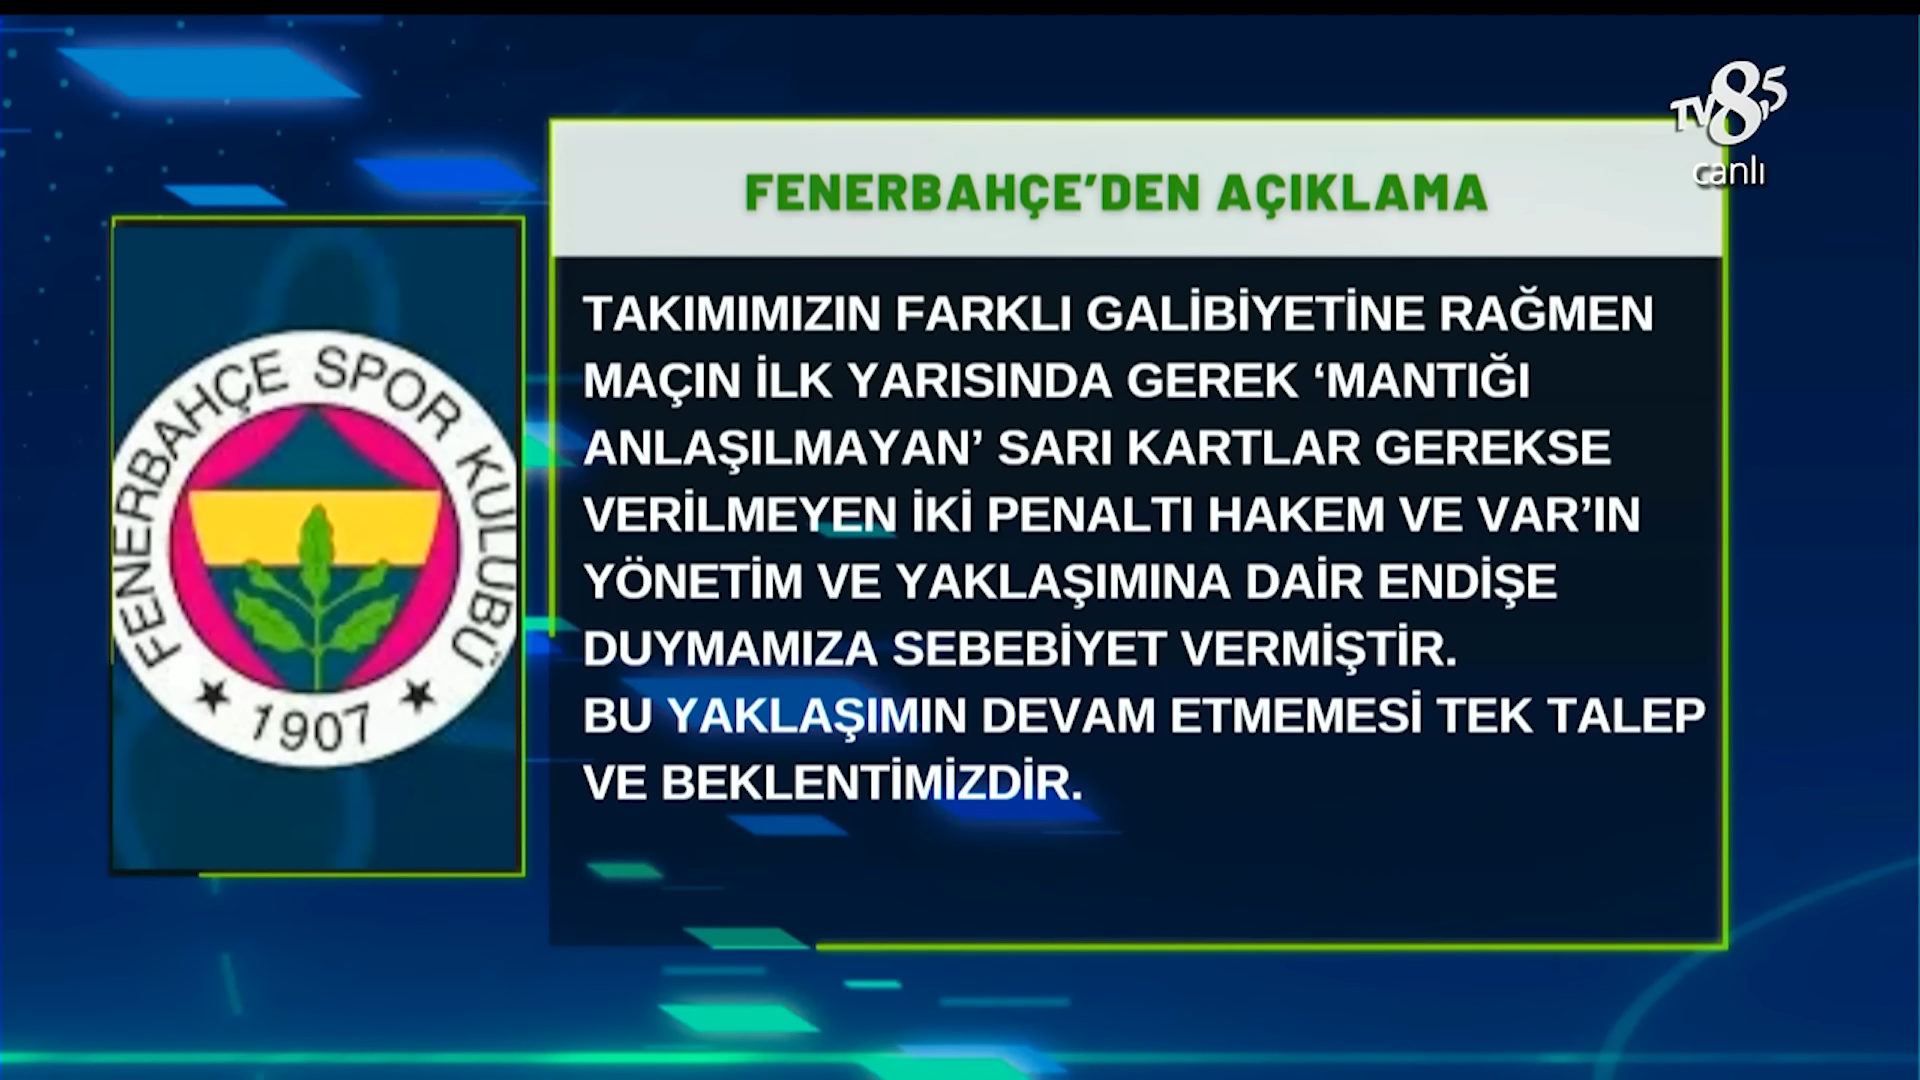 TV8,5
canlı
FENERBAHÇE’DEN AÇIKLAMA
FENERBAHÇE SPOR KULÜBÜ
1907
TAKIMIMIZIN FARKLI GALİBİYETİNE RAĞMEN
MAÇIN İLK YARISINDA GEREK ‘MANTIĞI
ANLAŞILMAYAN’ SARI KARTLAR GEREKSE
VERİLMEYEN İKİ PENALTI HAKEM VE VAR’IN
YÖNETİM VE YAKLAŞIMINA DAİR ENDİŞE
DUYMAMIZA SEBEBİYET VERMİŞTİR.
BU YAKLAŞIMIN DEVAM ETMEMESİ TEK TALEP
VE BEKLENTİMİZDİR.